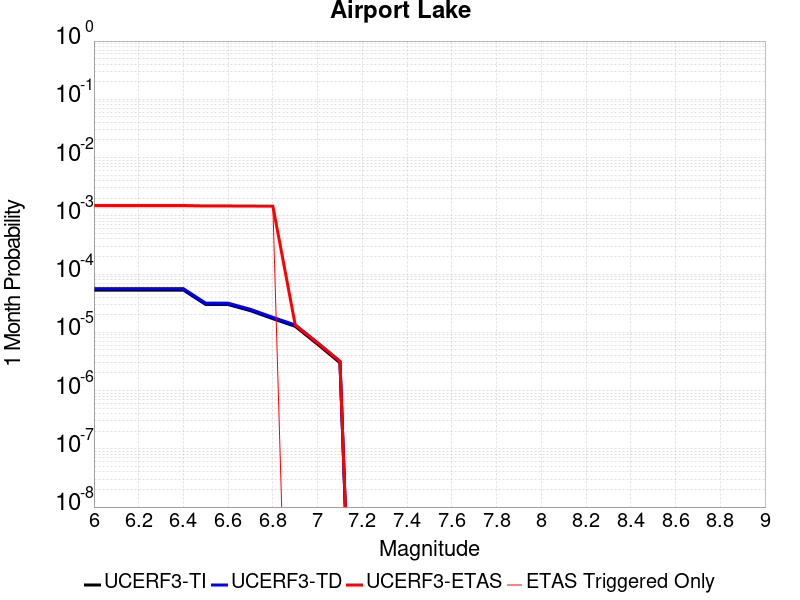 Airport Lake
10^0
10^-1
10^-2
10^-3
10^-4
10^-5
10^-6
10^-7
10^-8
1 Month Probability
6 6.2 6.4 6.6 6.8 7 7.2 7.4 7.6 7.8 8 8.2 8.4 8.6 8.8 9
Magnitude
UCERF3-TI UCERF3-TD UCERF3-ETAS ETAS Triggered Only